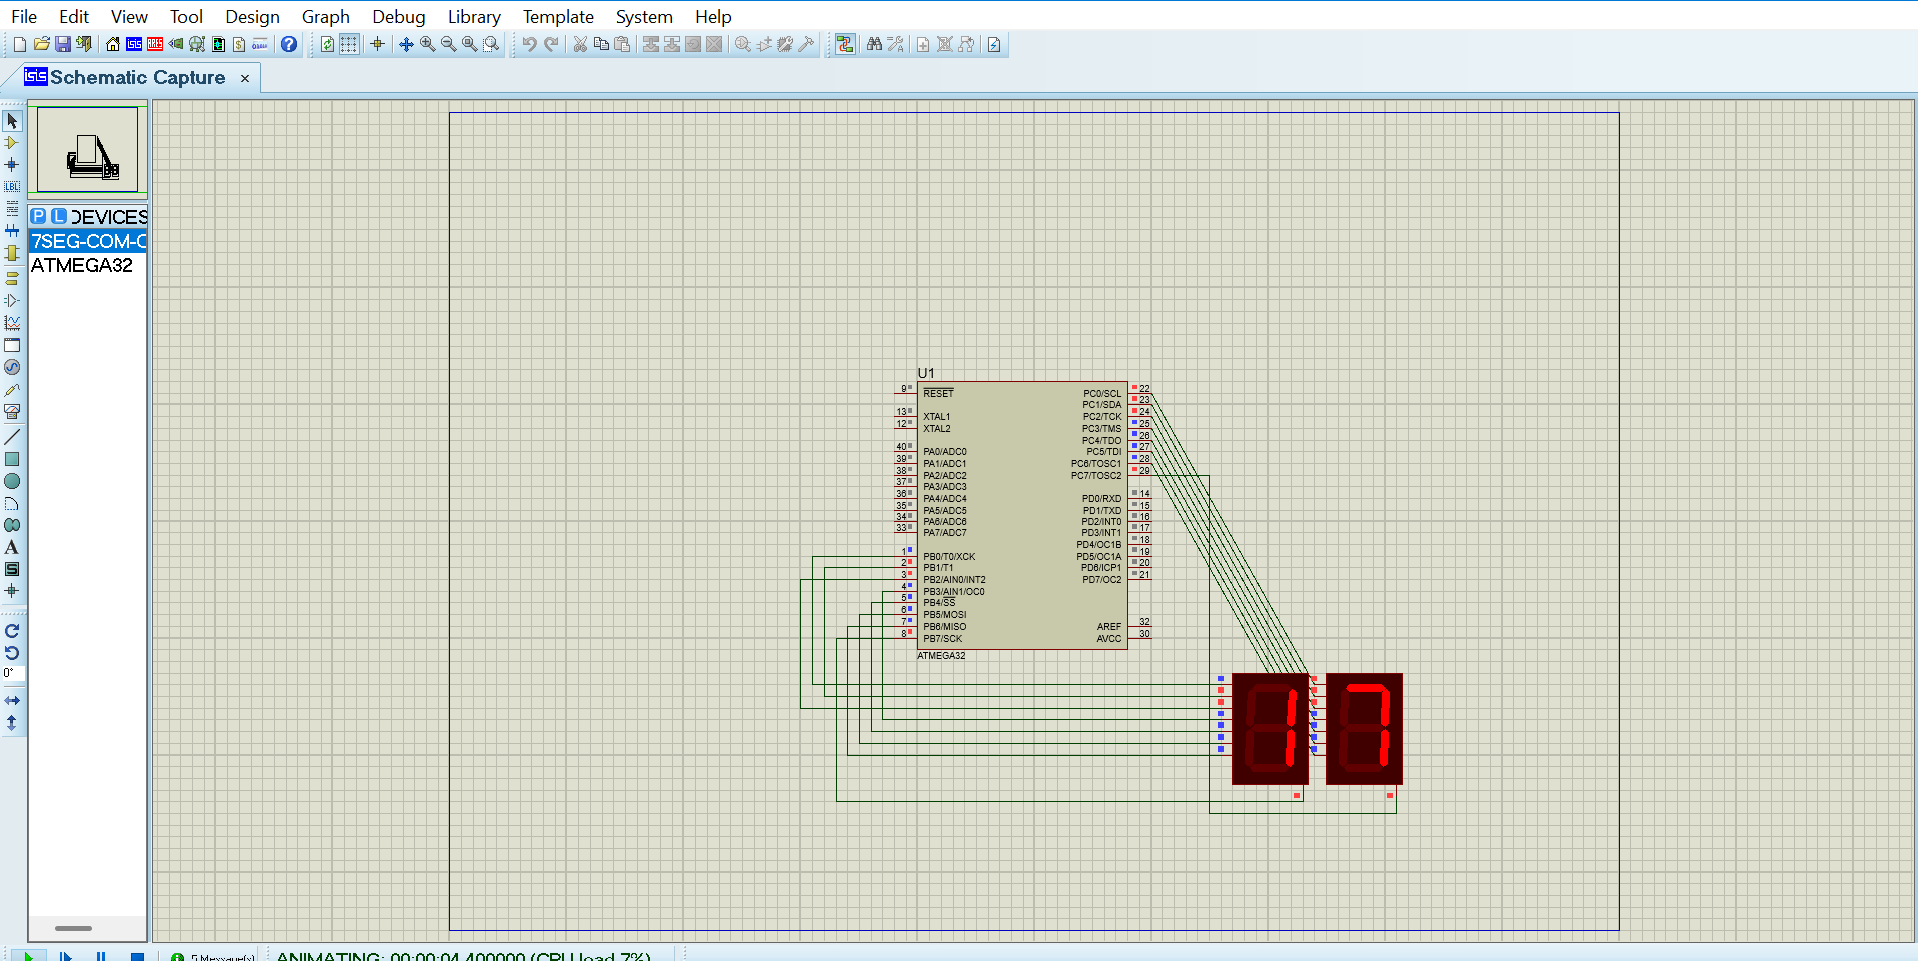 File Edit View Tool Design Graph Debug Library Template System Help
Schematic Capture ×
P L DEVICES
7SEG-COM-C
ATMEGA32
LBL
A
S
0°
U1
9 RESET
13 XTAL1
12 XTAL2
40 PA0/ADC0
39 PA1/ADC1
38 PA2/ADC2
37 PA3/ADC3
36 PA4/ADC4
35 PA5/ADC5
34 PA6/ADC6
33 PA7/ADC7
1 PB0/T0/XCK
2 PB1/T1
3 PB2/AIN0/INT2
4 PB3/AIN1/OC0
5 PB4/SS
6 PB5/MOSI
7 PB6/MISO
8 PB7/SCK
PC0/SCL 22
PC1/SDA 23
PC2/TCK 24
PC3/TMS 25
PC4/TDO 26
PC5/TDI 27
PC6/TOSC1 28
PC7/TOSC2 29
PD0/RXD 14
PD1/TXD 15
PD2/INT0 16
PD3/INT1 17
PD4/OC1B 18
PD5/OC1A 19
PD6/ICP1 20
PD7/OC2 21
AREF 32
AVCC 30
ATMEGA32
17
5 Message(s) ANIMATING: 00:00:04.400000 (CPU load 7%)